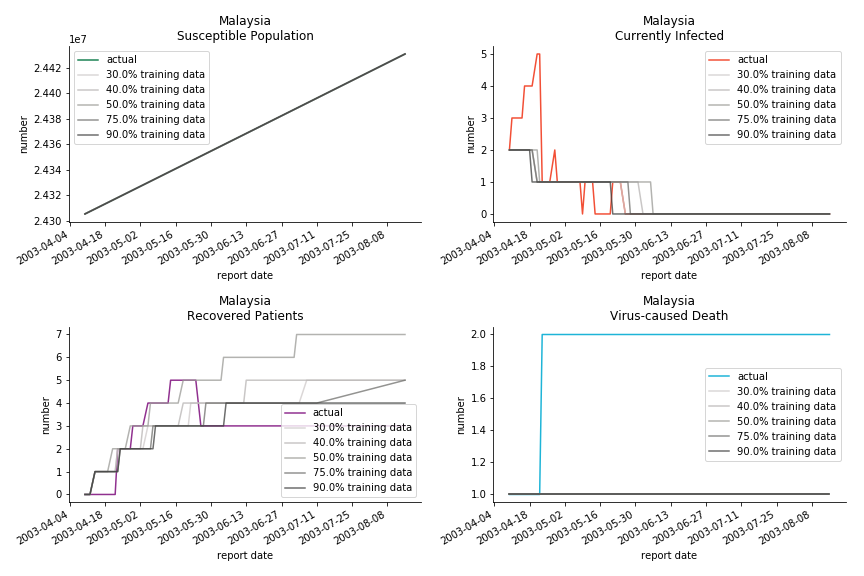 Malaysia
Susceptible Population
1e7
2.442
2.440
2.438
2.436
2.434
2.432
2.430
number
actual
30.0% training data
40.0% training data
50.0% training data
75.0% training data
90.0% training data
2003-04-04
2003-04-18
2003-05-02
2003-05-16
2003-05-30
2003-06-13
2003-06-27
2003-07-11
2003-07-25
2003-08-08
report date
Malaysia
Currently Infected
5
4
3
2
1
0
number
actual
30.0% training data
40.0% training data
50.0% training data
75.0% training data
90.0% training data
2003-04-04
2003-04-18
2003-05-02
2003-05-16
2003-05-30
2003-06-13
2003-06-27
2003-07-11
2003-07-25
2003-08-08
report date
Malaysia
Recovered Patients
7
6
5
4
3
2
1
0
number
actual
30.0% training data
40.0% training data
50.0% training data
75.0% training data
90.0% training data
2003-04-04
2003-04-18
2003-05-02
2003-05-16
2003-05-30
2003-06-13
2003-06-27
2003-07-11
2003-07-25
2003-08-08
report date
Malaysia
Virus-caused Death
2.0
1.8
1.6
1.4
1.2
1.0
number
actual
30.0% training data
40.0% training data
50.0% training data
75.0% training data
90.0% training data
2003-04-04
2003-04-18
2003-05-02
2003-05-16
2003-05-30
2003-06-13
2003-06-27
2003-07-11
2003-07-25
2003-08-08
report date